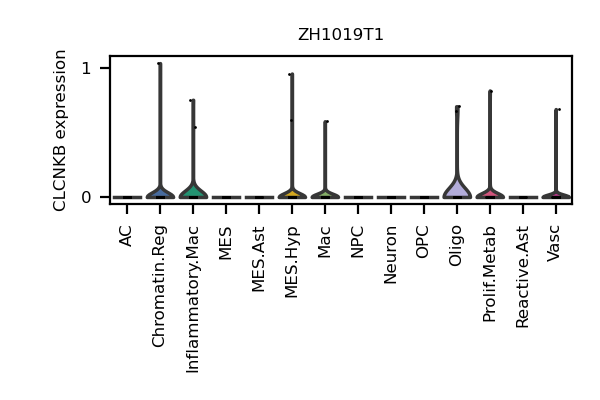 ZH1019T1
CLCNKB expression
1
0
AC
Chromatin.Reg
Inflammatory.Mac
MES
MES.Ast
MES.Hyp
Mac
NPC
Neuron
OPC
Oligo
Prolif.Metab
Reactive.Ast
Vasc